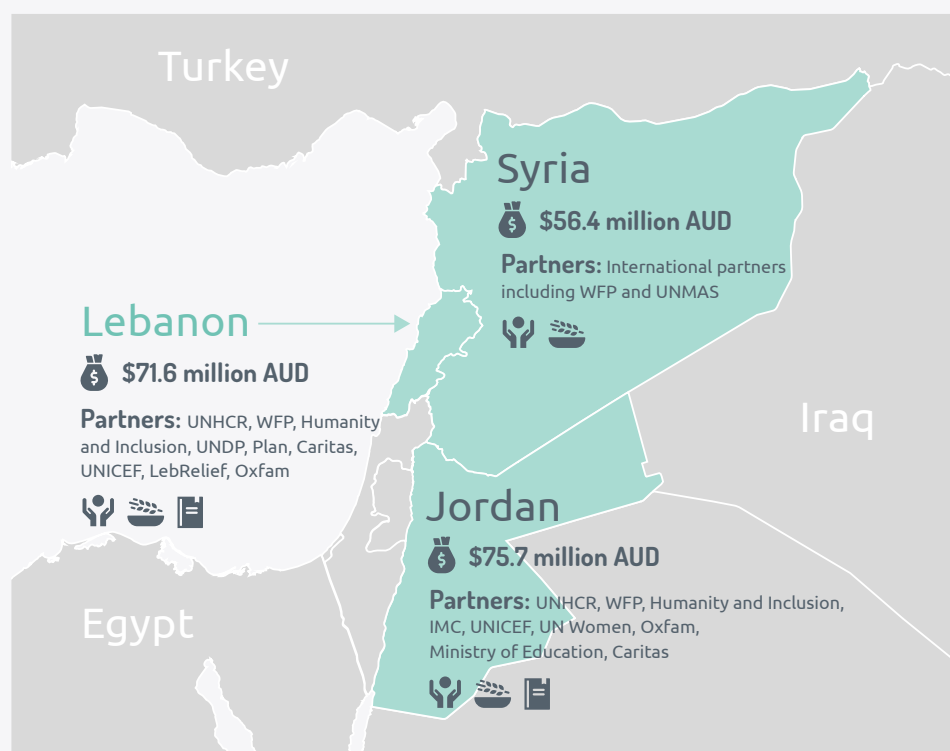 Turkey
Syria
$56.4 million AUD
Partners: International partners
including WFP and UNMAS
Lebanon
$71.6 million AUD
Partners: UNHCR, WFP, Humanity
and Inclusion, UNDP, Plan, Caritas,
UNICEF, LebRelief, Oxfam
Iraq
Jordan
$75.7 million AUD
Partners: UNHCR, WFP, Humanity and Inclusion,
IMC, UNICEF, UN Women, Oxfam,
Ministry of Education, Caritas
Egypt